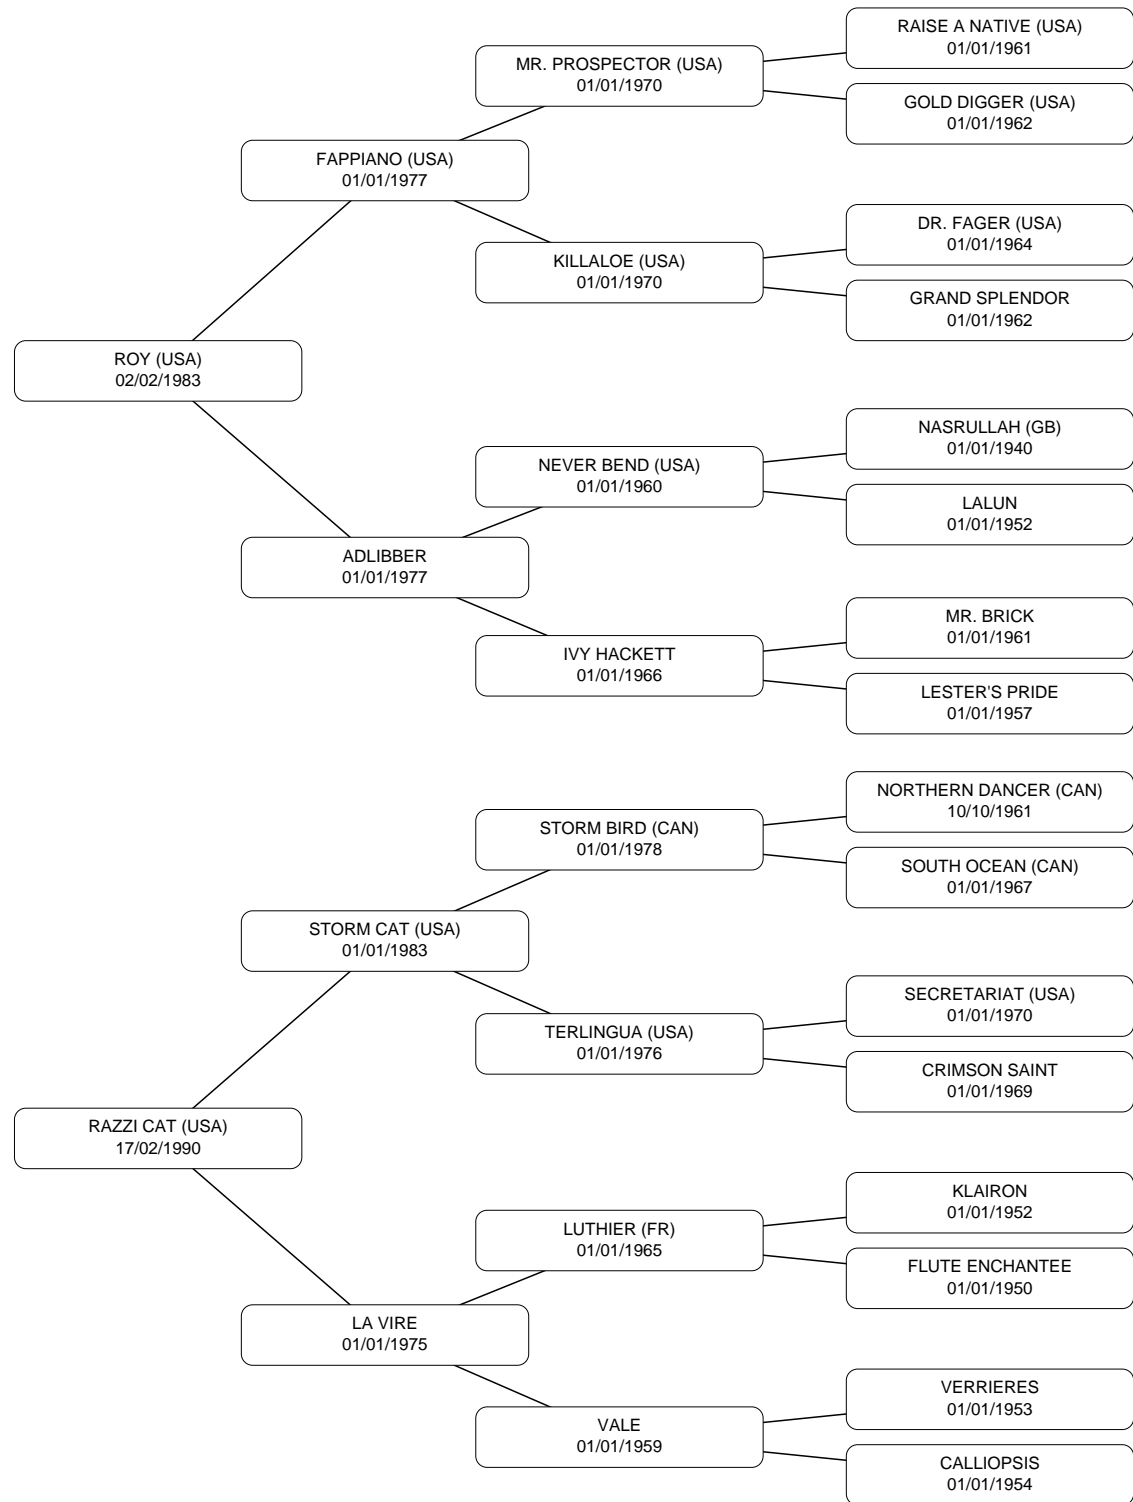 RAISE A NATIVE (USA)
01/01/1961
MR. PROSPECTOR (USA)
01/01/1970
GOLD DIGGER (USA)
01/01/1962
FAPPIANO (USA)
01/01/1977
DR. FAGER (USA)
01/01/1964
KILLALOE (USA)
01/01/1970
GRAND SPLENDOR
01/01/1962
ROY (USA)
02/02/1983
NASRULLAH (GB)
01/01/1940
NEVER BEND (USA)
01/01/1960
LALUN
01/01/1952
ADLIBBER
01/01/1977
MR. BRICK
01/01/1961
IVY HACKETT
01/01/1966
LESTER'S PRIDE
01/01/1957
NORTHERN DANCER (CAN)
10/10/1961
STORM BIRD (CAN)
01/01/1978
SOUTH OCEAN (CAN)
01/01/1967
STORM CAT (USA)
01/01/1983
SECRETARIAT (USA)
01/01/1970
TERLINGUA (USA)
01/01/1976
CRIMSON SAINT
01/01/1969
RAZZI CAT (USA)
17/02/1990
KLAIRON
01/01/1952
LUTHIER (FR)
01/01/1965
FLUTE ENCHANTEE
01/01/1950
LA VIRE
01/01/1975
VERRIERES
01/01/1953
VALE
01/01/1959
CALLIOPSIS
01/01/1954